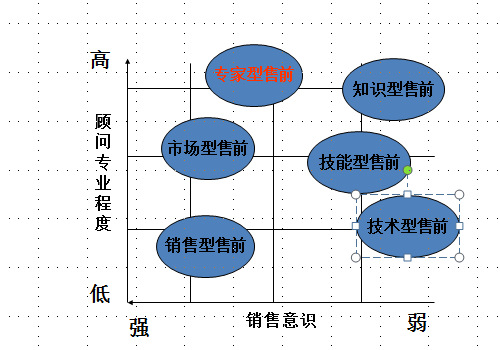 高
专家型售前
知识型售前
顾问专业程度
市场型售前
技能型售前
技术型售前
销售型售前
低
强
销售意识
弱